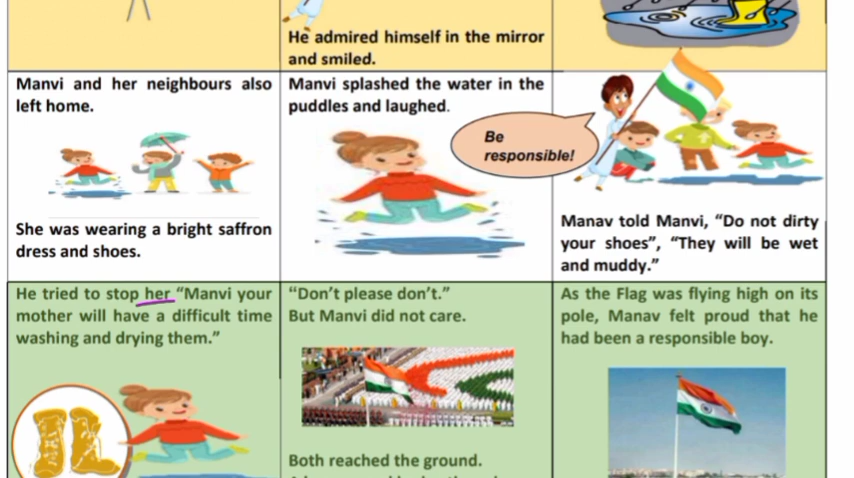 He admired himself in the mirror
and smiled.
Manvi and her neighbours also
left home.
She was wearing a bright saffron
dress and shoes.
Manvi splashed the water in the
puddles and laughed.
Be
responsible!
Manav told Manvi, “Do not dirty
your shoes”, “They will be wet
and muddy.”
He tried to stop her “Manvi your
mother will have a difficult time
washing and drying them.”
“Don’t please don’t.”
But Manvi did not care.
Both reached the ground.
As the Flag was flying high on its
pole, Manav felt proud that he
had been a responsible boy.